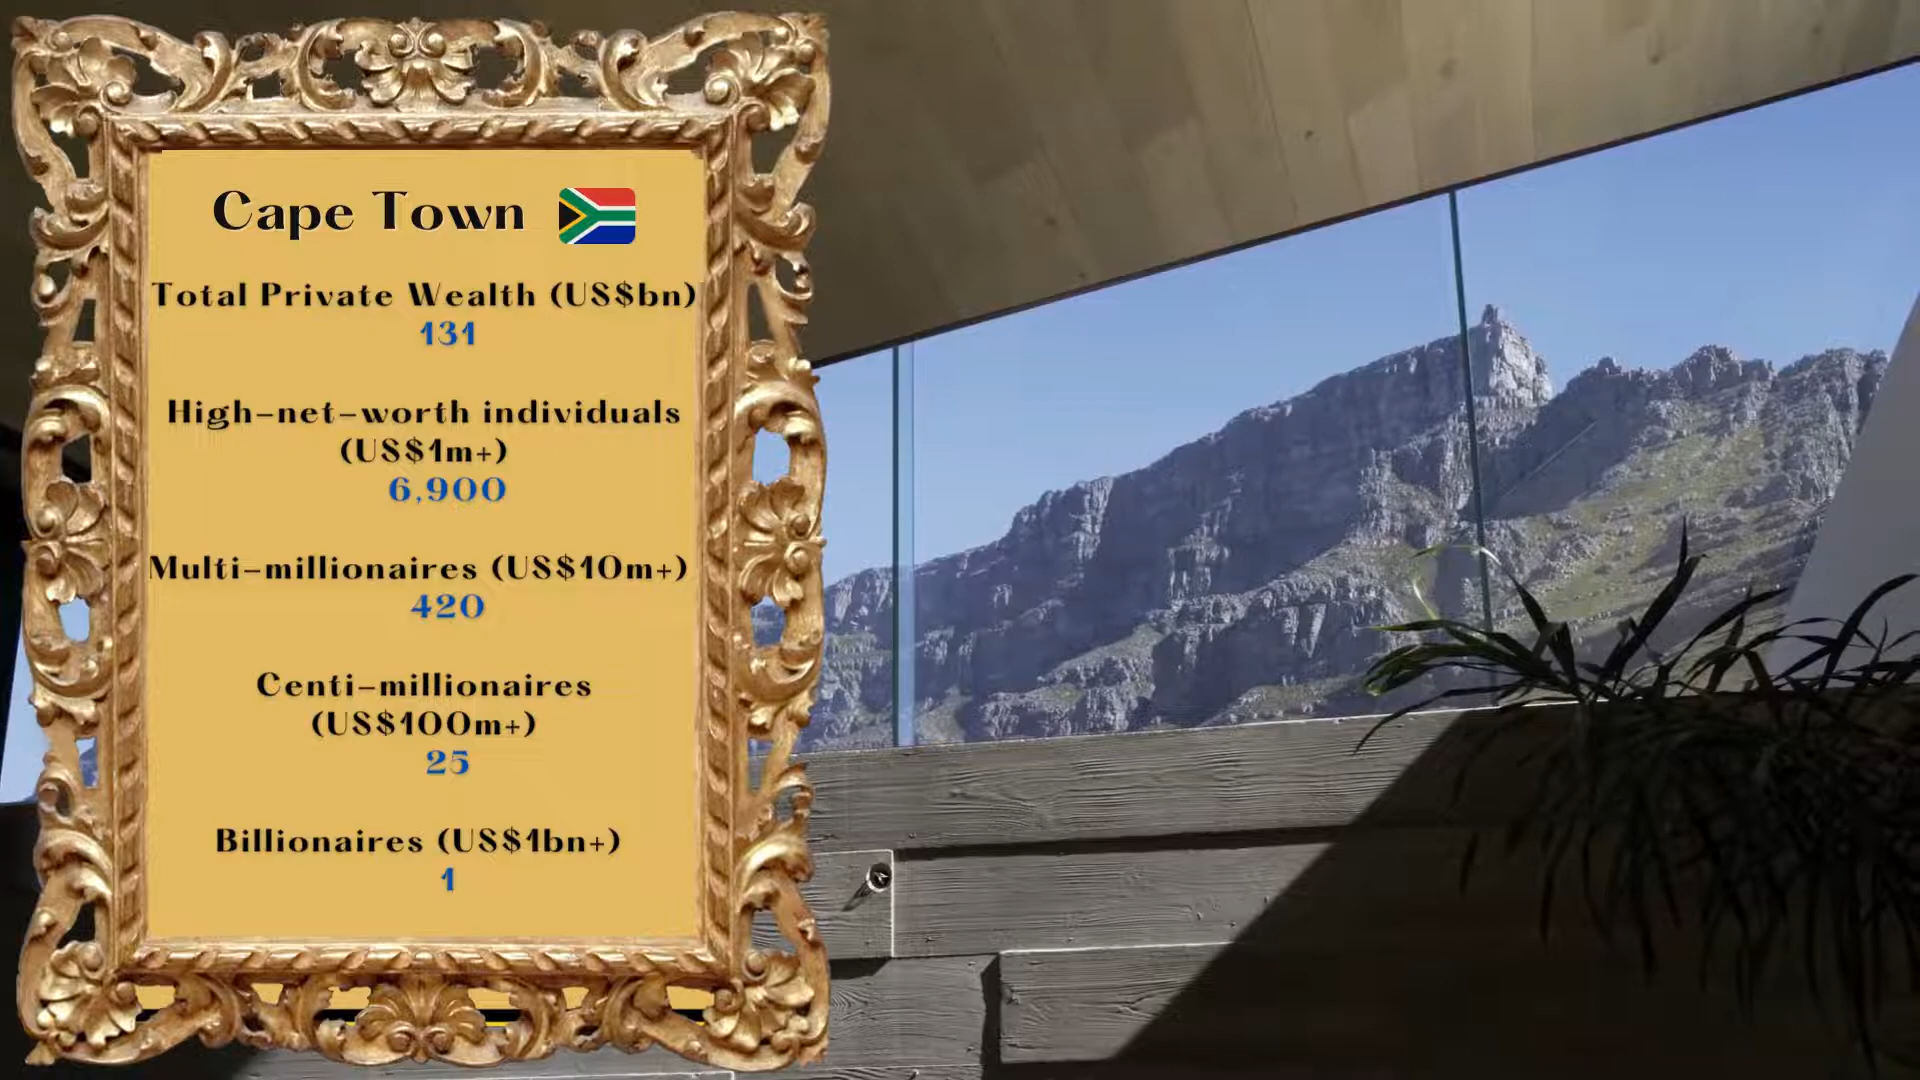 Cape Town
Total Private Wealth (US$bn)
131
High-net-worth individuals
(US$1m+)
6,900
Multi-millionaires (US$10m+)
420
Centi-millionaires
(US$100m+)
25
Billionaires (US$1bn+)
1